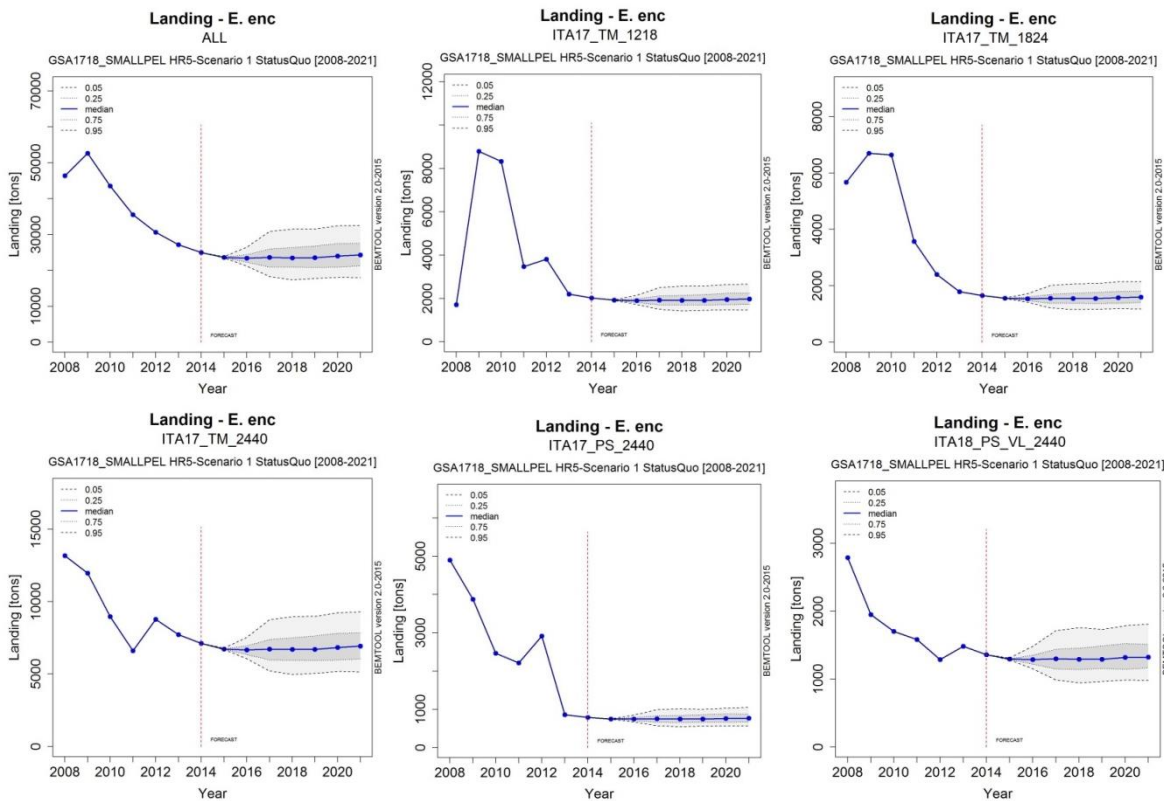 Landing - E. enc
ALL
GSA1718_SMALLPEL HR5-Scenario 1 StatusQuo [2008-2021]
0.05
0.25
median
0.75
0.95
Landing [tons]
70000
50000
30000
10000
0
FORECAST
BEMTOOL version 2.0-2015
2008 2010 2012 2014 2016 2018 2020
Year
Landing - E. enc
ITA17_TM_1218
GSA1718_SMALLPEL HR5-Scenario 1 StatusQuo [2008-2021]
0.05
0.25
median
0.75
0.95
Landing [tons]
12000
8000
6000
4000
2000
0
FORECAST
BEMTOOL version 2.0-2015
2008 2010 2012 2014 2016 2018 2020
Year
Landing - E. enc
ITA17_TM_1824
GSA1718_SMALLPEL HR5-Scenario 1 StatusQuo [2008-2021]
0.05
0.25
median
0.75
0.95
Landing [tons]
8000
6000
4000
2000
0
FORECAST
BEMTOOL version 2.0-2015
2008 2010 2012 2014 2016 2018 2020
Year
Landing - E. enc
ITA17_TM_2440
GSA1718_SMALLPEL HR5-Scenario 1 StatusQuo [2008-2021]
0.05
0.25
median
0.75
0.95
Landing [tons]
15000
10000
5000
0
FORECAST
BEMTOOL version 2.0-2015
2008 2010 2012 2014 2016 2018 2020
Year
Landing - E. enc
ITA17_PS_2440
GSA1718_SMALLPEL HR5-Scenario 1 StatusQuo [2008-2021]
0.05
0.25
median
0.75
0.95
Landing [tons]
5000
3000
1000
0
FORECAST
BEMTOOL version 2.0-2015
2008 2010 2012 2014 2016 2018 2020
Year
Landing - E. enc
ITA18_PS_VL_2440
GSA1718_SMALLPEL HR5-Scenario 1 StatusQuo [2008-2021]
0.05
0.25
median
0.75
0.95
Landing [tons]
3000
2000
1000
0
FORECAST
2008 2010 2012 2014 2016 2018 2020
Year